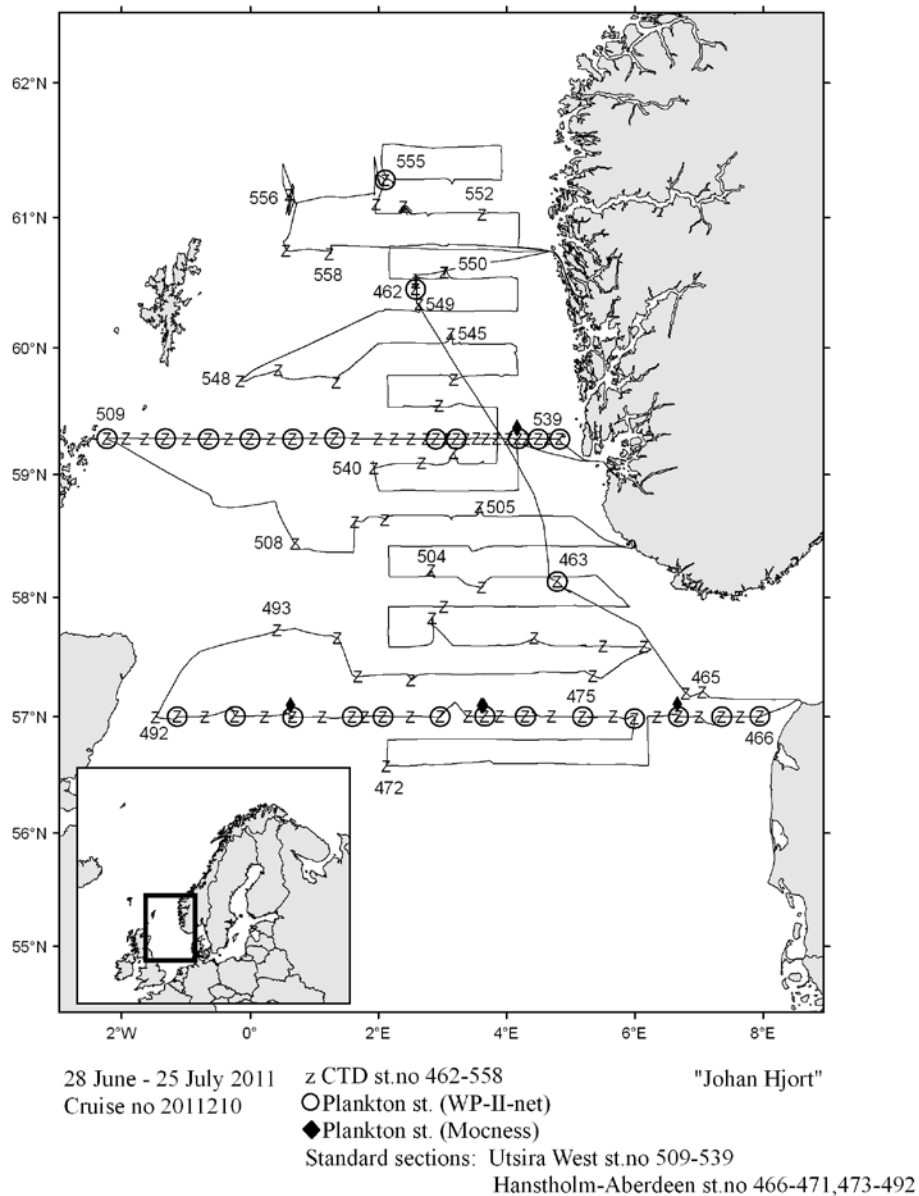 62°N
555
556
552
61°N
558
550
462
549
545
60°N
548
509
539
59°N
540
505
508
504
463
58°N
493
465
475
57°N
492
466
472
56°N
55°N
2°W 0° 2°E 4°E 6°E 8°E
28 June - 25 July 2011 z CTD st.no 462-558 "Johan Hjort"
Cruise no 2011210 Plankton st. (WP-II-net)
Plankton st. (Mocness)
Standard sections: Utsira West st.no 509-539
Hanstholm-Aberdeen st.no 466-471,473-492